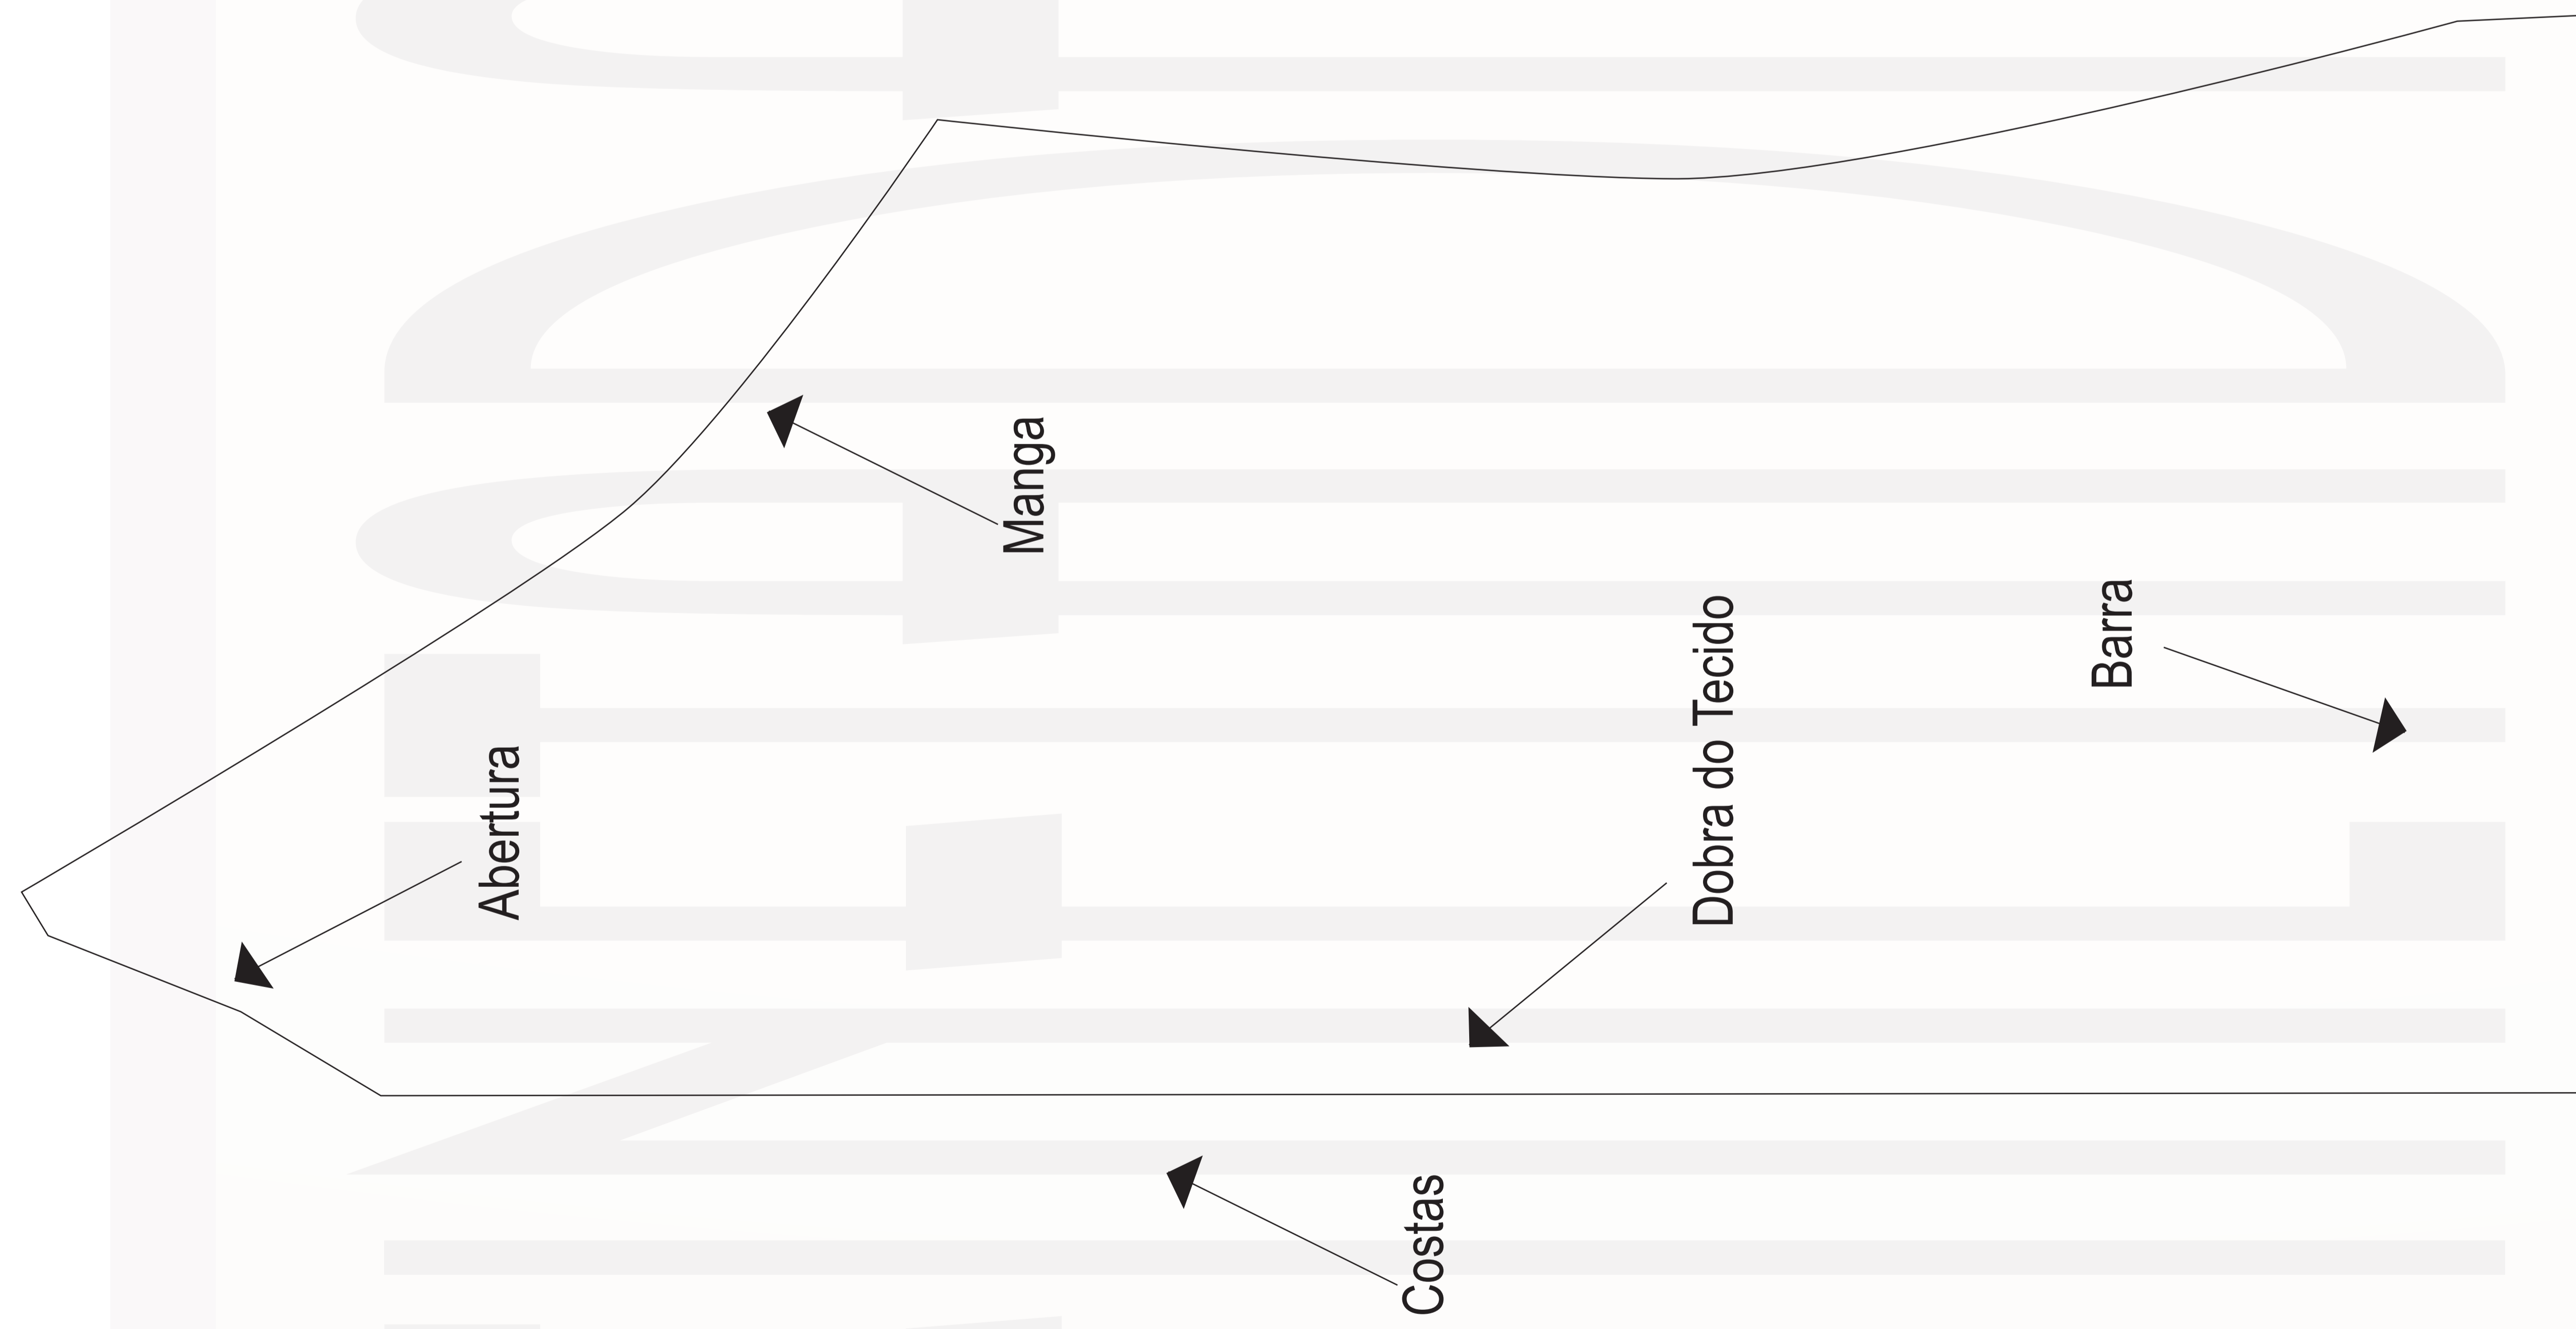 Abertura
Manga
Costas
Dobra do Tecido
Barra